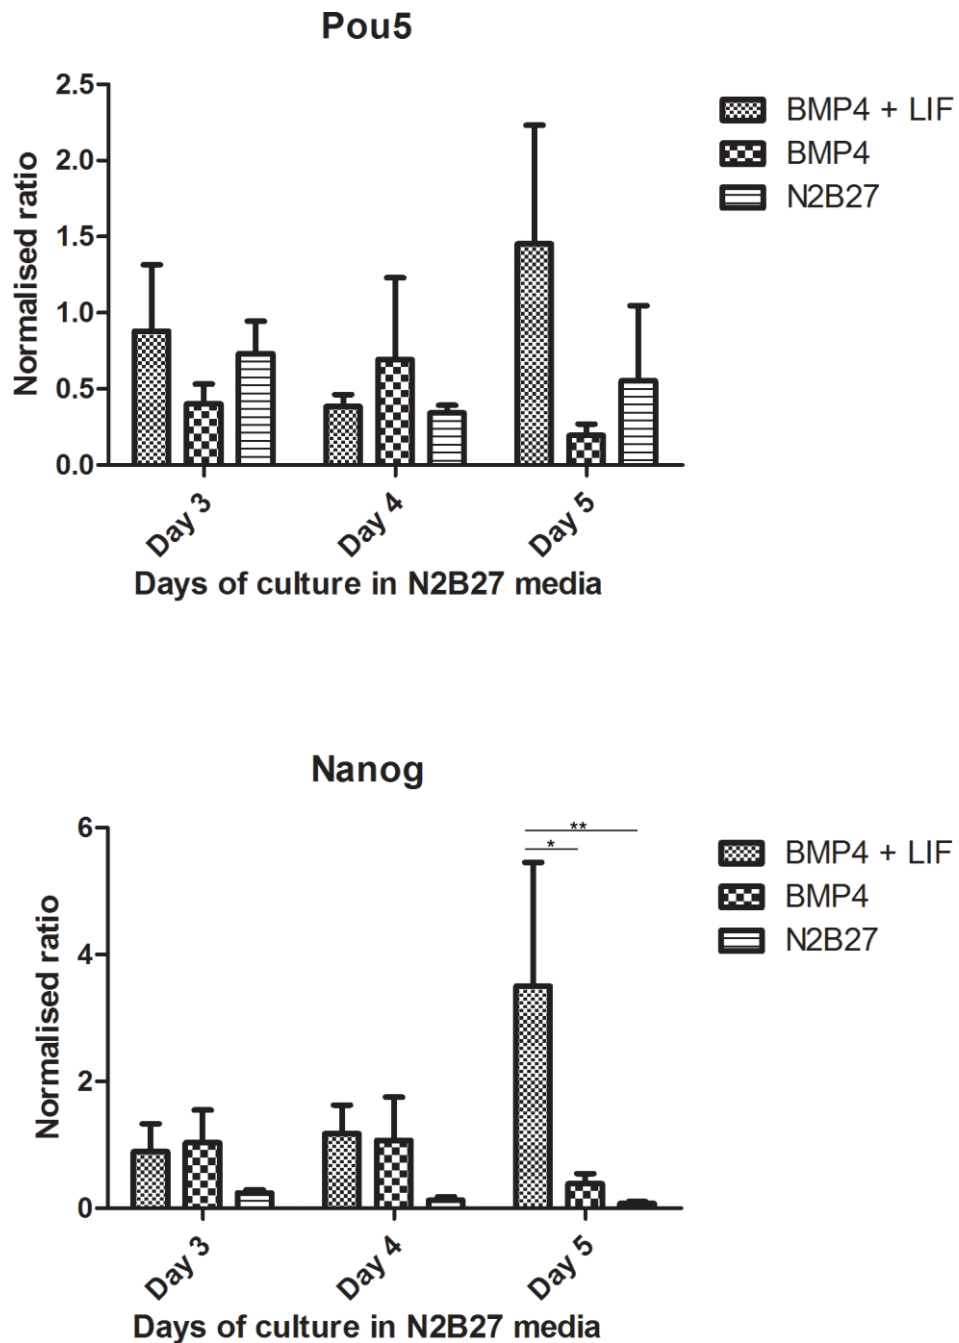 Pou5
2.5
2.0
1.5
1.0
0.5
0.0
Normalised ratio
BMP4 + LIF
BMP4
N2B27
Day 3
Day 4
Day 5
Days of culture in N2B27 media
Nanog
6
4
2
0
Normalised ratio
**
*
BMP4 + LIF
BMP4
N2B27
Day 3
Day 4
Day 5
Days of culture in N2B27 media